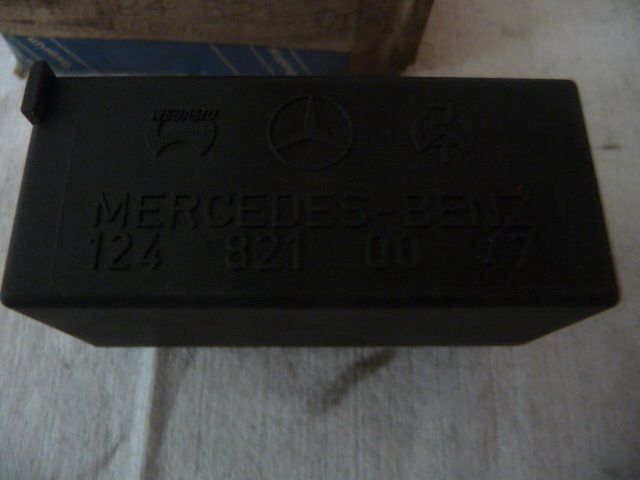 WEBASTO
MERCEDES-BENZ
124 821 00 47